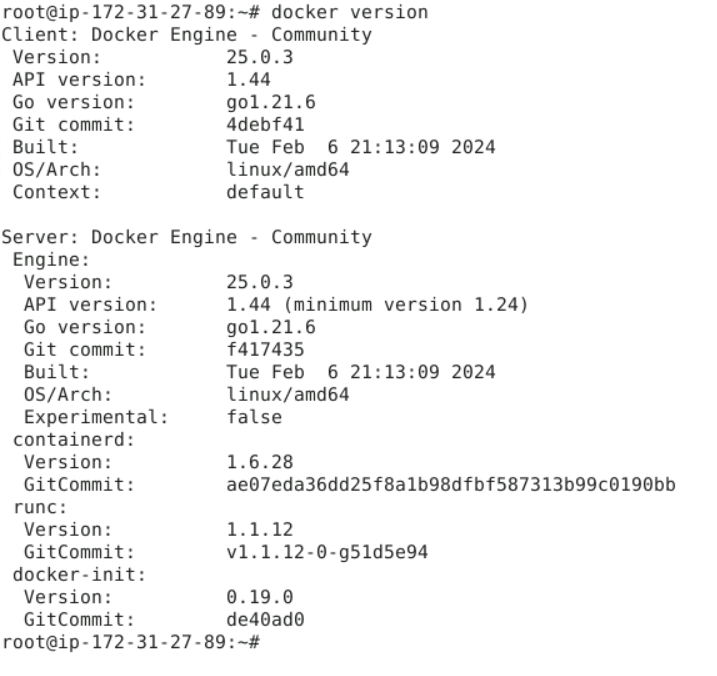 root@ip-172-31-27-89:~# docker version
Client: Docker Engine - Community
 Version:           25.0.3
 API version:       1.44
 Go version:        go1.21.6
 Git commit:        4debf41
 Built:             Tue Feb  6 21:13:09 2024
 OS/Arch:           linux/amd64
 Context:           default

Server: Docker Engine - Community
 Engine:
  Version:          25.0.3
  API version:      1.44 (minimum version 1.24)
  Go version:       go1.21.6
  Git commit:       f417435
  Built:            Tue Feb  6 21:13:09 2024
  OS/Arch:          linux/amd64
  Experimental:     false
 containerd:
  Version:          1.6.28
  GitCommit:        ae07eda36dd25f8a1b98dfbf587313b99c0190bb
 runc:
  Version:          1.1.12
  GitCommit:        v1.1.12-0-g51d5e94
 docker-init:
  Version:          0.19.0
  GitCommit:        de40ad0
root@ip-172-31-27-89:~#